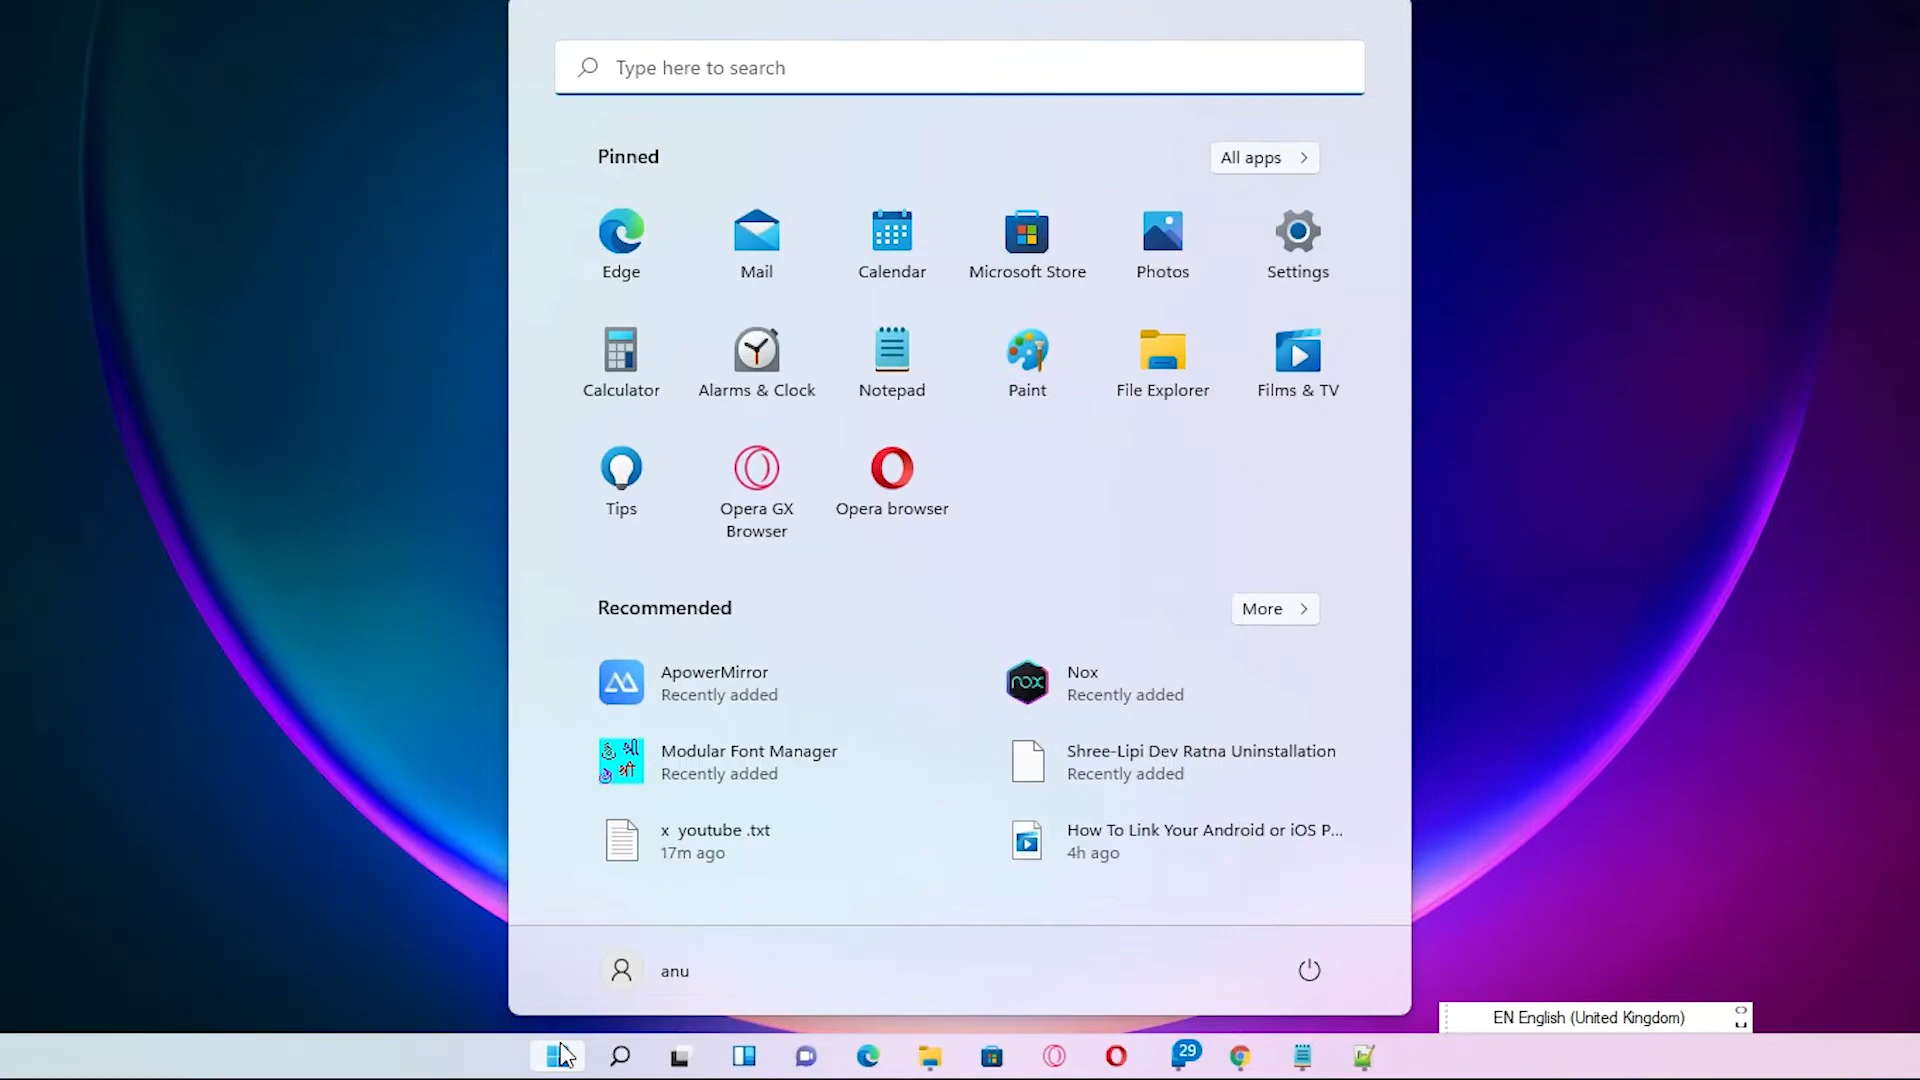 Type here to search
Pinned
All apps
Edge
Mail
Calendar
Microsoft Store
Photos
Settings
Calculator
Alarms & Clock
Notepad
Paint
File Explorer
Films & TV
Tips
Opera GX
Browser
Opera browser
Recommended
More
ApowerMirror
Recently added
nox
Nox
Recently added
Modular Font Manager
Recently added
Shree-Lipi Dev Ratna Uninstallation
Recently added
x youtube .txt
17m ago
How To Link Your Android or iOS P...
4h ago
anu
EN English (United Kingdom)
29